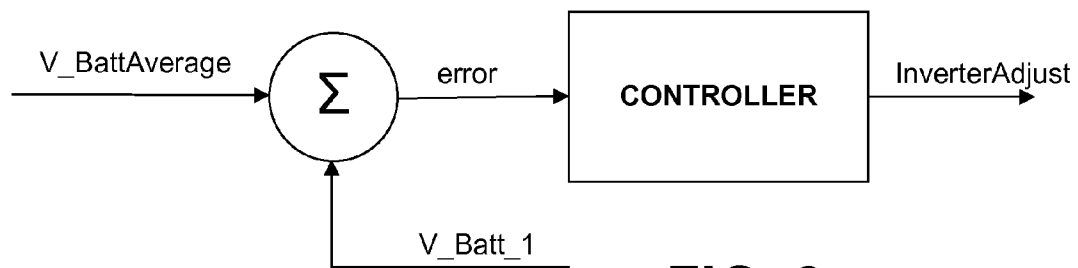 V_BattAverage
Σ
error
CONTROLLER
InverterAdjust
V_Batt_1